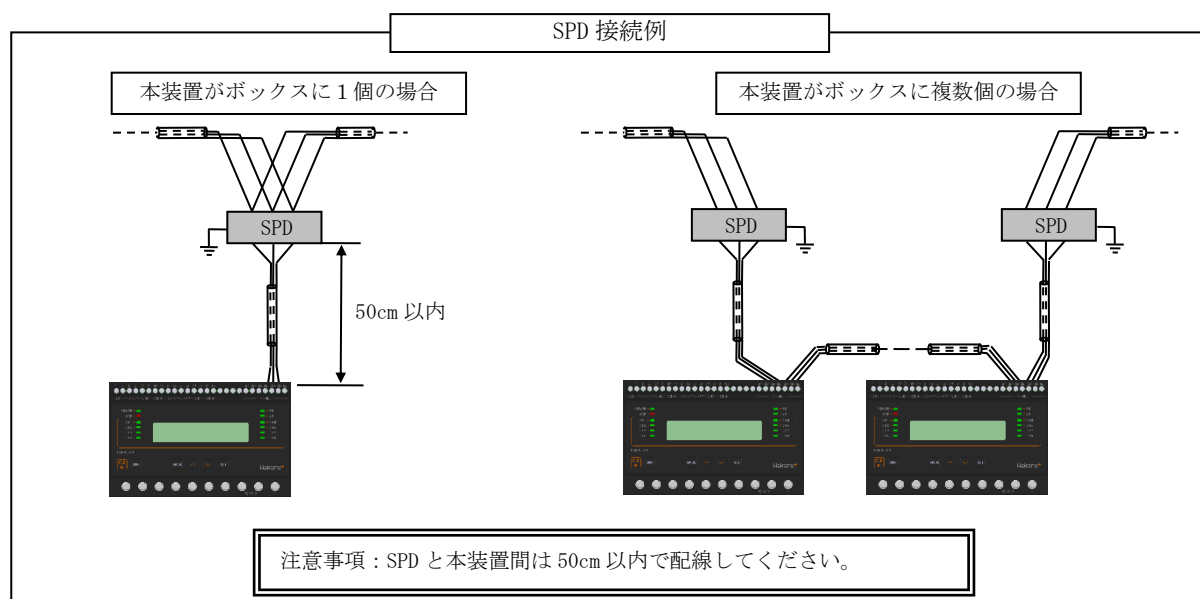 SPD 接続例
本装置がボックスに１個の場合
本装置がボックスに複数個の場合
SPD
SPD
SPD
50cm 以内
Hakaru+
Hakaru+
Hakaru+
注意事項：SPD と本装置間は 50cm 以内で配線してください。